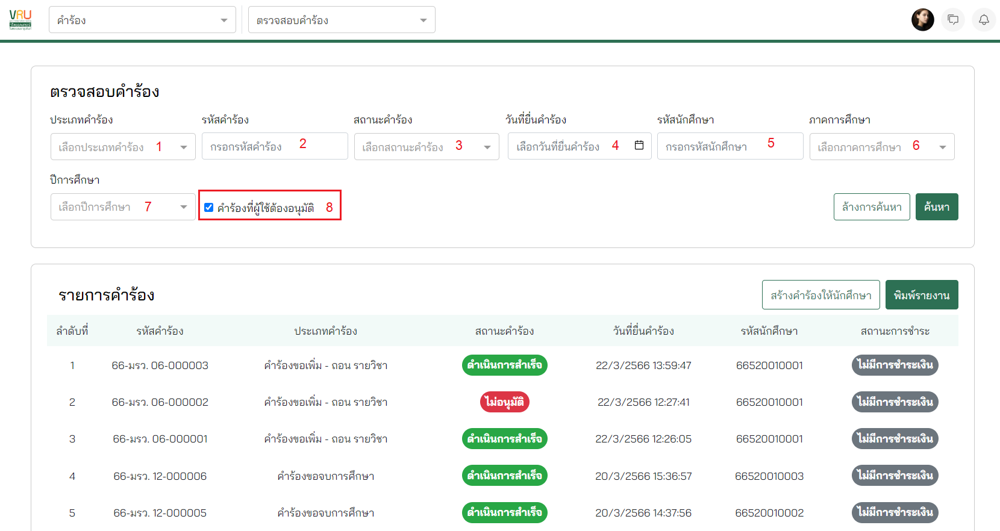 VRU
คำร้อง
ตรวจสอบคำร้อง
ตรวจสอบคำร้อง
ประเภทคำร้อง รหัสคำร้อง สถานะคำร้อง วันที่ยื่นคำร้อง รหัสนักศึกษา ภาคการศึกษา
เลือกประเภทคำร้อง 1 กรอกรหัสคำร้อง 2 เลือกสถานะคำร้อง 3 เลือกวันที่ยื่นคำร้อง 4 กรอกรหัสนักศึกษา 5 เลือกภาคการศึกษา 6
ปีการศึกษา
เลือกปีการศึกษา 7 คำร้องที่ผู้ใช้ต้องอนุมัติ 8 ล้างการค้นหา ค้นหา
รายการคำร้อง สร้างคำร้องให้นักศึกษา พิมพ์รายงาน
ลำดับที่ รหัสคำร้อง ประเภทคำร้อง สถานะคำร้อง วันที่ยื่นคำร้อง รหัสนักศึกษา สถานะการชำระ
1 66-มรว. 06-000003 คำร้องขอเพิ่ม - ถอน รายวิชา ดำเนินการสำเร็จ 22/3/2566 13:59:47 66520010001 ไม่มีการชำระเงิน
2 66-มรว. 06-000002 คำร้องขอเพิ่ม - ถอน รายวิชา ไม่อนุมัติ 22/3/2566 12:27:41 66520010001 ไม่มีการชำระเงิน
3 66-มรว. 06-000001 คำร้องขอเพิ่ม - ถอน รายวิชา ดำเนินการสำเร็จ 22/3/2566 12:26:05 66520010001 ไม่มีการชำระเงิน
4 66-มรว. 12-000006 คำร้องขอจบการศึกษา ดำเนินการสำเร็จ 20/3/2566 15:36:57 66520010003 ไม่มีการชำระเงิน
5 66-มรว. 12-000005 คำร้องขอจบการศึกษา ดำเนินการสำเร็จ 20/3/2566 14:37:56 66520010002 ไม่มีการชำระเงิน